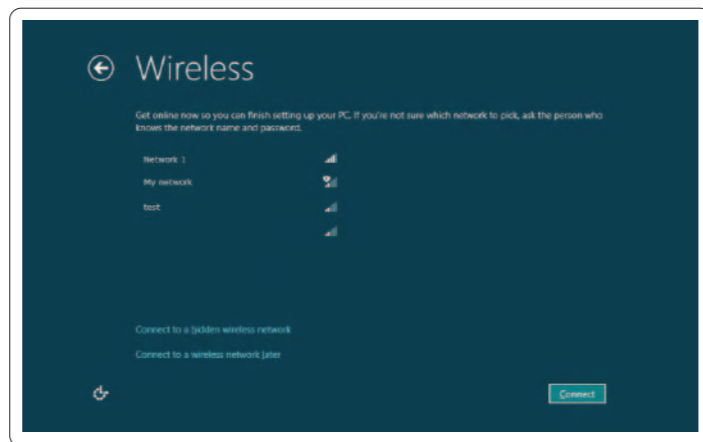 Wireless
Get online now so you can finish setting up your PC. If you're not sure which network to pick, ask the person who
knows the network name and password.
Network 1
My network
test
Connect to a hidden wireless network
Connect to a wireless network later
Connect